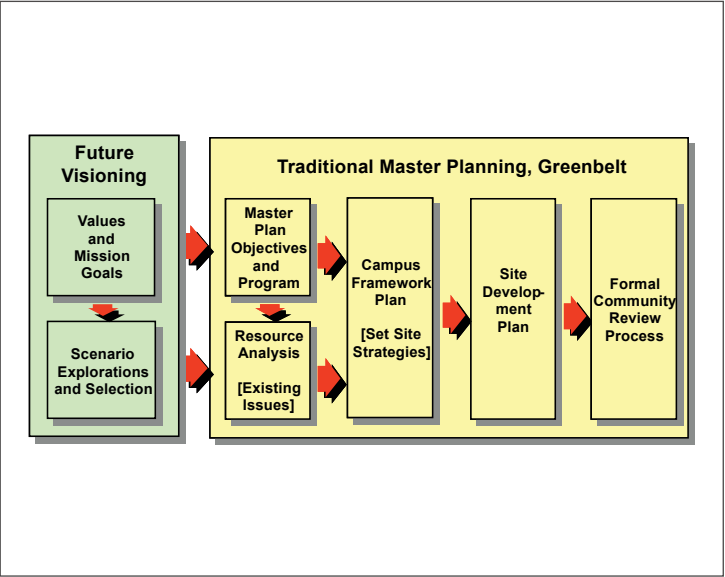 Future
Visioning
Values
and
Mission
Goals
Scenario
Explorations
and Selection
Traditional Master Planning, Greenbelt
Master
Plan
Objectives
and
Program
Resource
Analysis
[Existing
Issues]
Campus
Framework
Plan
[Set Site
Strategies]
Site
Develop-
ment
Plan
Formal
Community
Review
Process